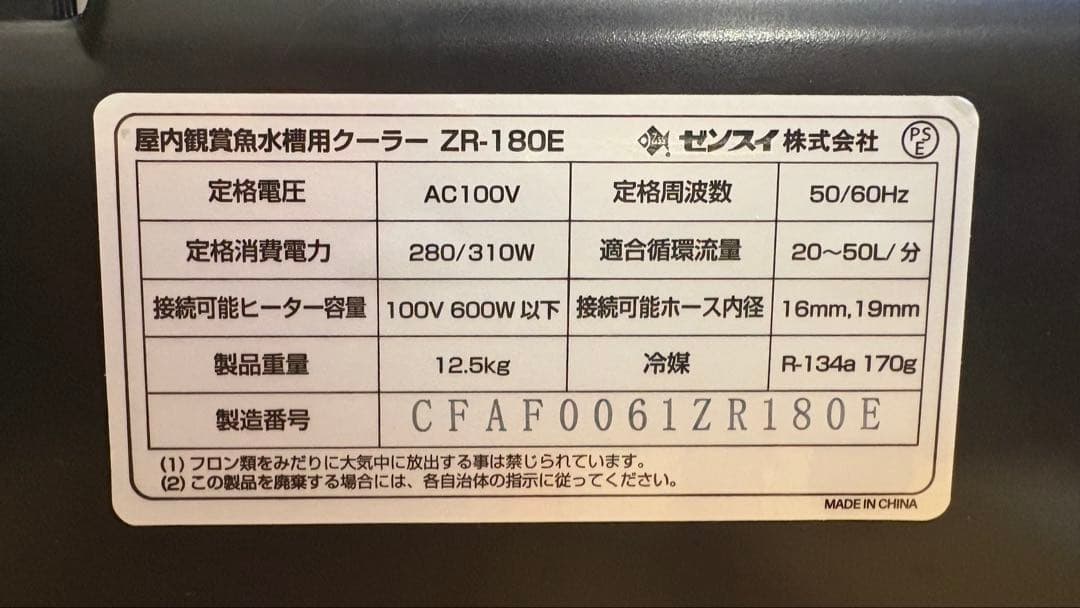 屋内観賞魚水槽用クーラー ZR-180E ゼンスイ株式会社 PSE
定格電圧 AC100V 定格周波数 50/60Hz
定格消費電力 280/310W 適合循環流量 20〜50L/分
接続可能ヒーター容量 100V 600W 以下 接続可能ホース内径 16mm,19mm
製品重量 12.5kg 冷媒 R-134a 170g
製造番号 CFAF0061ZR180E
(1) フロン類をみだりに大気中に放出する事は禁じられています。
(2) この製品を廃棄する場合には、各自治体の指示に従ってください。
MADE IN CHINA